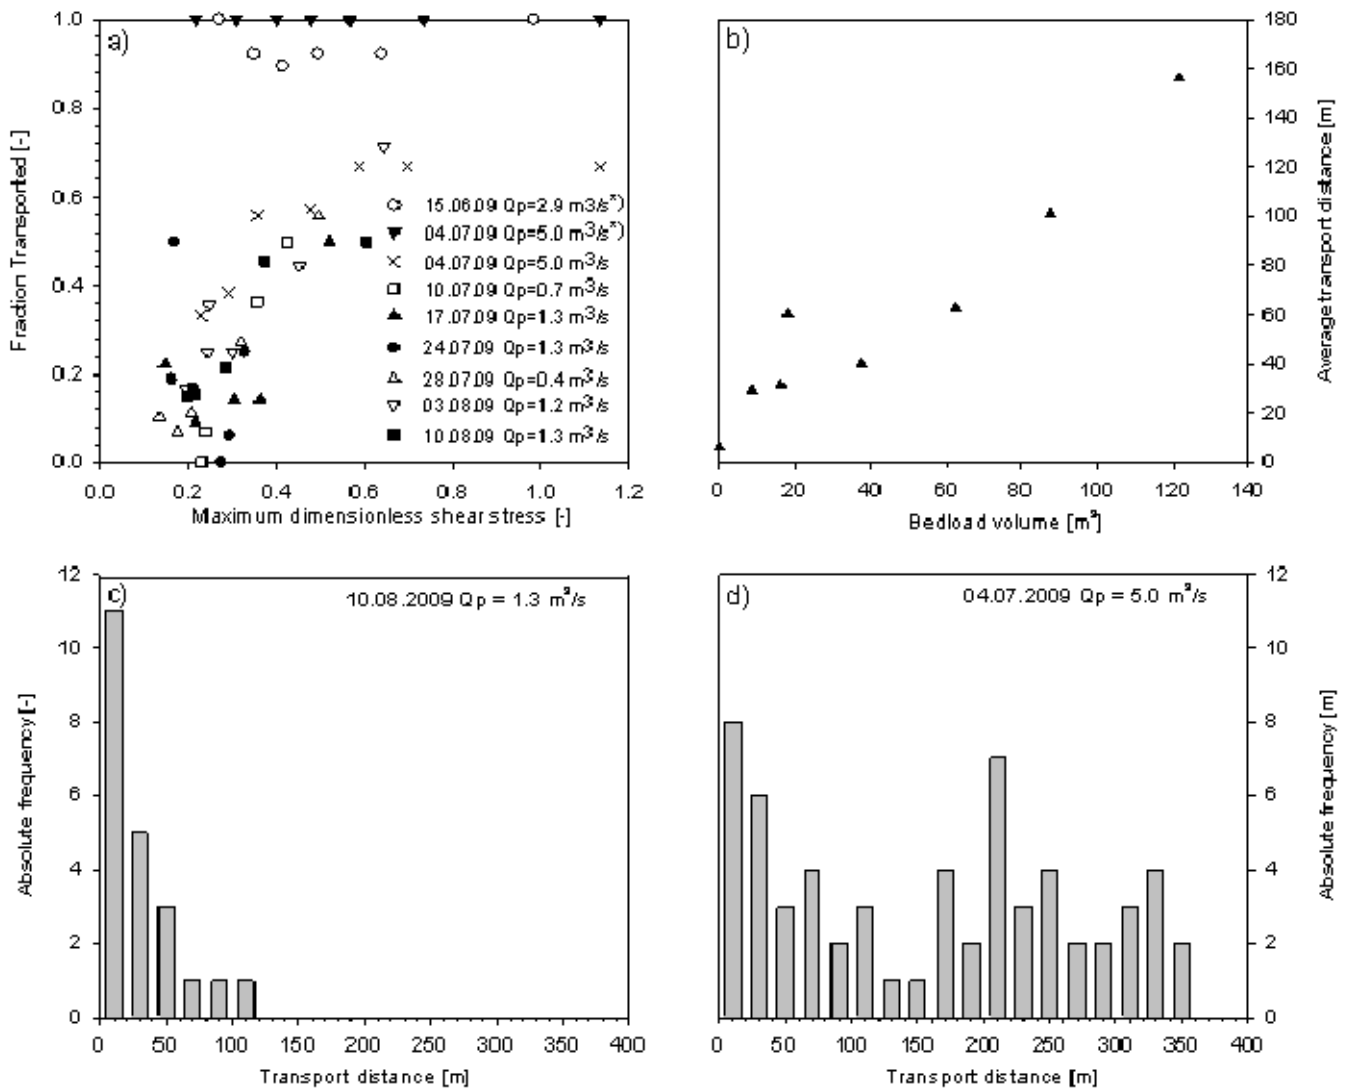 a)
1.0
0.8
0.6
0.4
0.2
0.0
Fraction Transported [-]
0.0 0.2 0.4 0.6 0.8 1.0 1.2
Maximum dimensionless shear stress [-]
15.06.09 Qp=2.9 m3/s*)
04.07.09 Qp=5.0 m³/s*)
04.07.09 Qp=5.0 m³/s
10.07.09 Qp=0.7 m³/s
17.07.09 Qp=1.3 m³/s
24.07.09 Qp=1.3 m³/s
28.07.09 Qp=0.4 m³/s
03.08.09 Qp=1.2 m³/s
10.08.09 Qp=1.3 m³/s
b)
180
160
140
120
100
80
60
40
20
0
Average transport distance [m]
0 20 40 60 80 100 120 140
Bedload volume [m³]
c)
10.08.2009 Qp = 1.3 m³/s
12
10
8
6
4
2
0
Absolute frequency [-]
0 50 100 150 200 250 300 350 400
Transport distance [m]
d)
04.07.2009 Qp = 5.0 m³/s
12
10
8
6
4
2
0
Absolute frequency [m]
0 50 100 150 200 250 300 350 400
Transport distance [m]